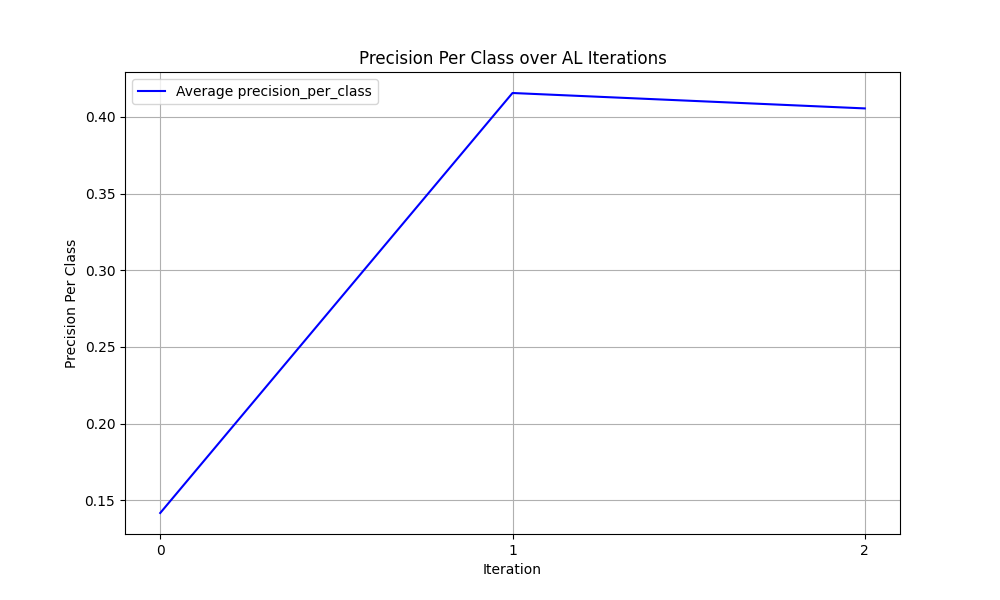 Precision Per Class over AL Iterations
Average precision_per_class
Precision Per Class
0.40
0.35
0.30
0.25
0.20
0.15
0 1 2
Iteration